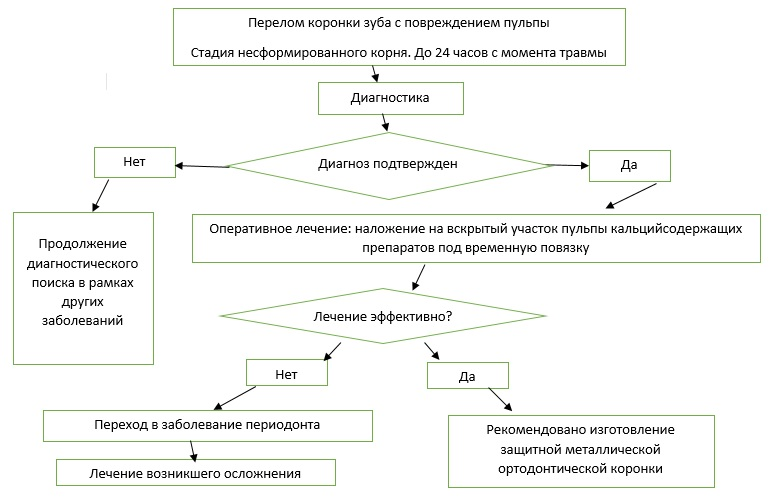 Перелом коронки зуба с повреждением пульпы
Стадия несформированного корня. До 24 часов с момента травмы
Диагностика
Диагноз подтвержден
Нет
Да
Продолжение
диагностического
поиска в рамках
других
заболеваний
Оперативное лечение: наложение на вскрытый участок пульпы кальцийсодержащих
препаратов под временную повязку
Лечение эффективно?
Нет
Да
Переход в заболевание периодонта
Лечение возникшего осложнения
Рекомендовано изготовление
защитной металлической
ортодонтической коронки